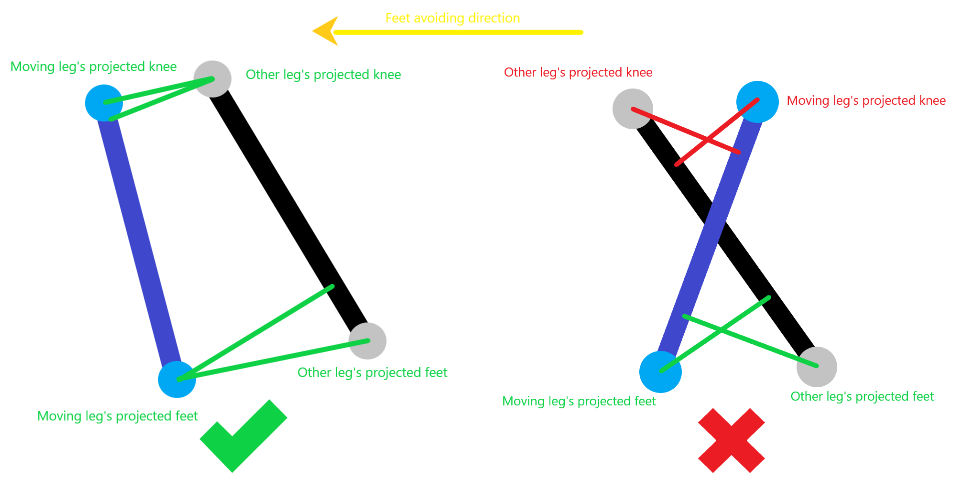 Feet avoiding direction
Moving leg's projected knee
Other leg's projected knee
Other leg's projected feet
Moving leg's projected feet
Other leg's projected knee
Moving leg's projected knee
Other leg's projected feet
Moving leg's projected feet